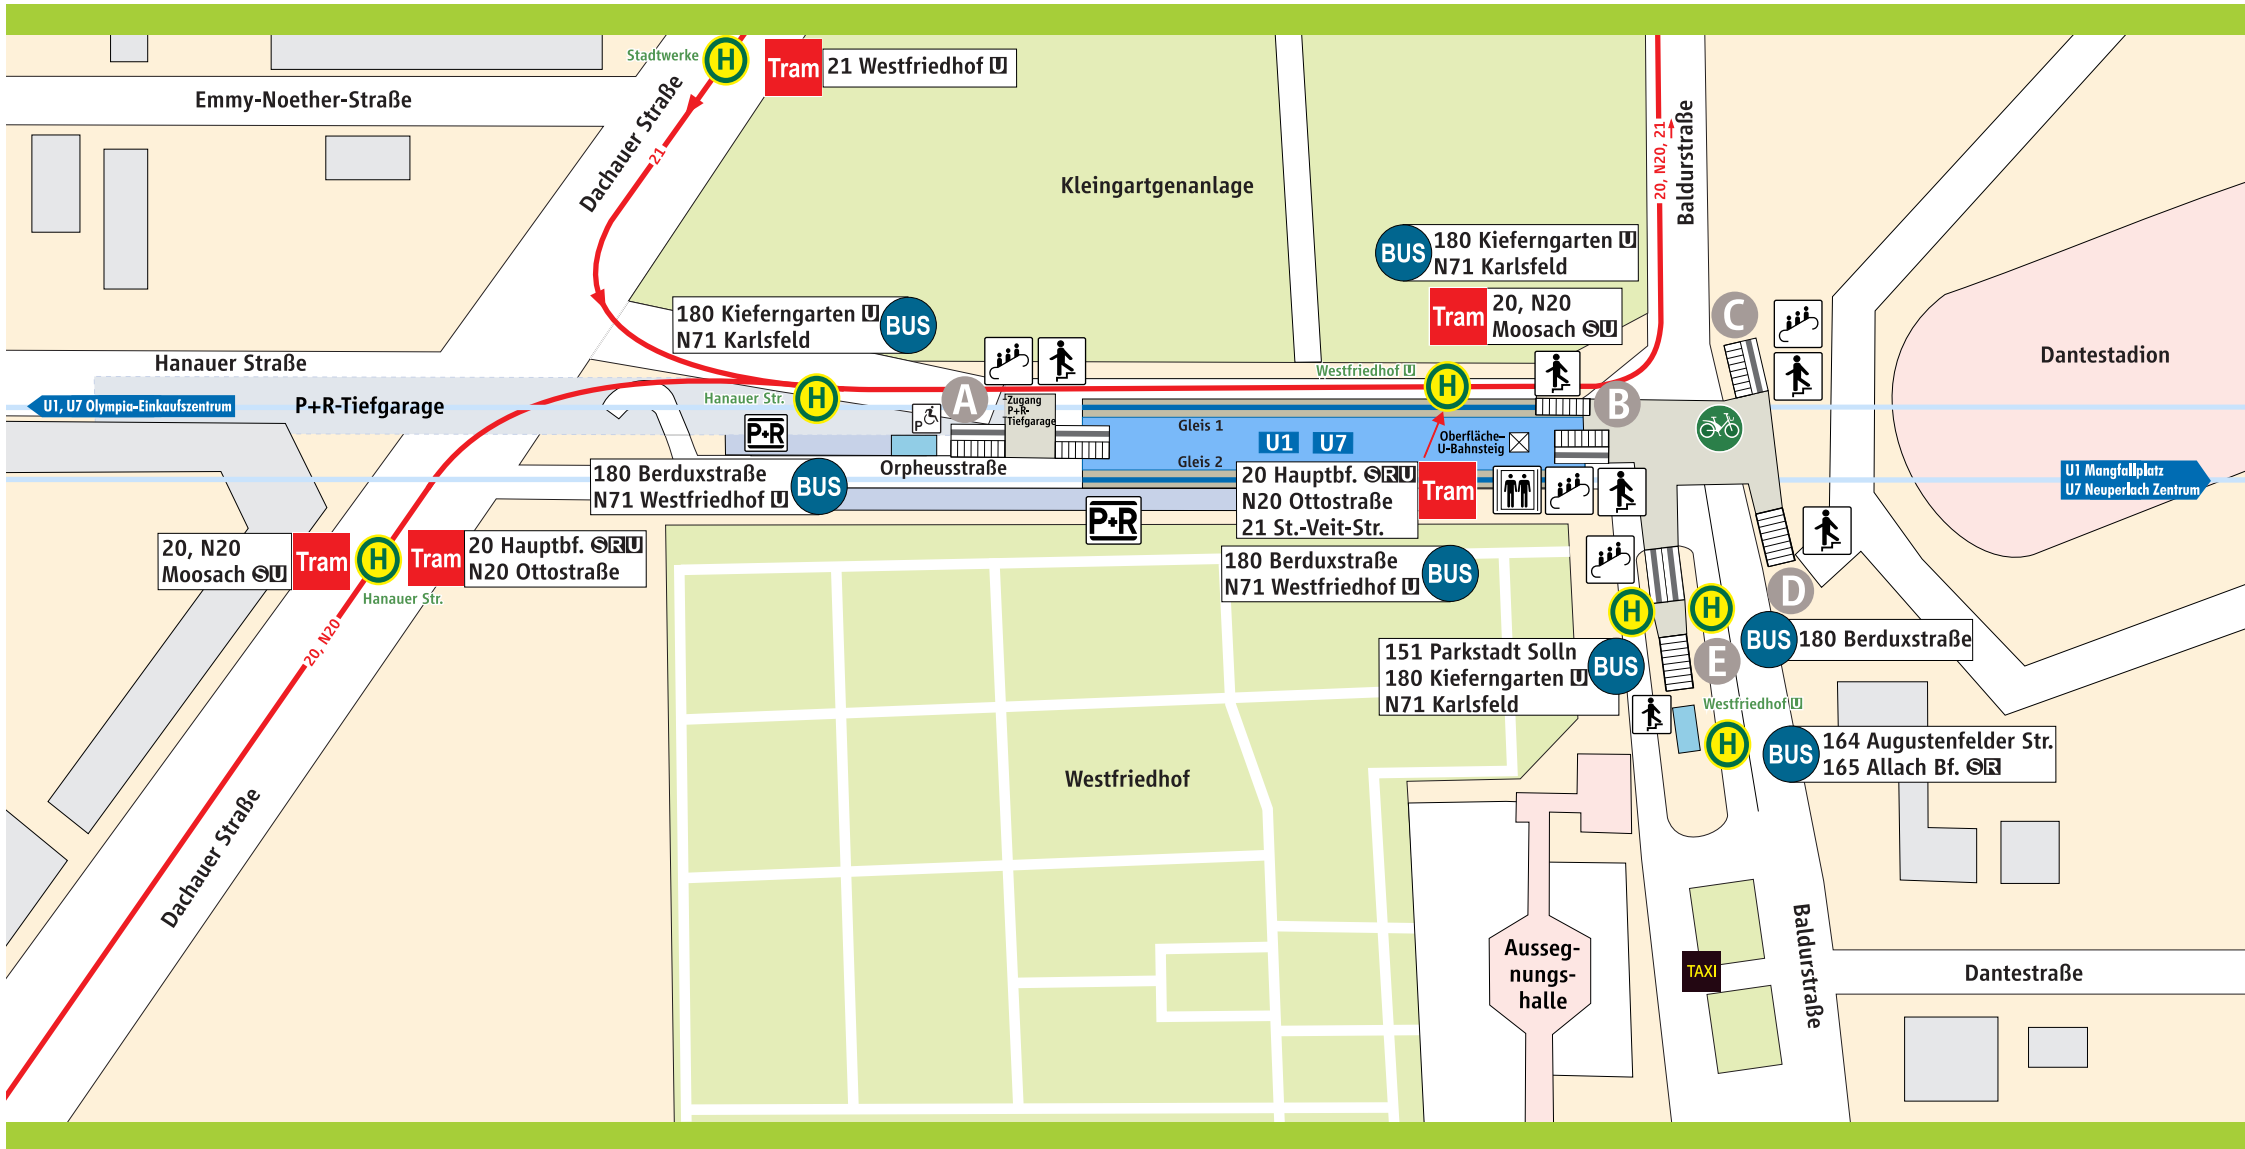 Stadtwerke
H
Tram
21 Westfriedhof U
Emmy-Noether-Straße
Dachauer Straße
21
Kleingartgenanlage
20, N20, 21
Baldurstraße
BUS
180 Kieferngarten U
N71 Karlsfeld
Tram
20, N20
Moosach S U
180 Kieferngarten U
N71 Karlsfeld
BUS
C
Dantestadion
Hanauer Straße
Westfriedhof U
H
U1, U7 Olympia-Einkaufszentrum
P+R-Tiefgarage
Hanauer Str.
H
P
A
Zugang
P+R-
Tiefgarage
B
Gleis 1
U1
U7
Oberfläche–
U-Bahnsteig
P+R
Gleis 2
Orpheusstraße
180 Berduxstraße
N71 Westfriedhof U
BUS
20 Hauptbf. S R U
N20 Ottostraße
21 St.-Veit-Str.
Tram
U1 Mangfallplatz
U7 Neuperlach Zentrum
P+R
20, N20
Moosach S U
Tram
H
Tram
20 Hauptbf. S R U
N20 Ottostraße
Hanauer Str.
180 Berduxstraße
N71 Westfriedhof U
BUS
D
H
H
20, N20
BUS
180 Berduxstraße
151 Parkstadt Solln
180 Kieferngarten U
N71 Karlsfeld
BUS
E
Westfriedhof U
H
BUS
164 Augustenfelder Str.
165 Allach Bf. S R
Westfriedhof
Dachauer Straße
Ausseg-
nungs-
halle
TAXI
Baldurstraße
Dantestraße